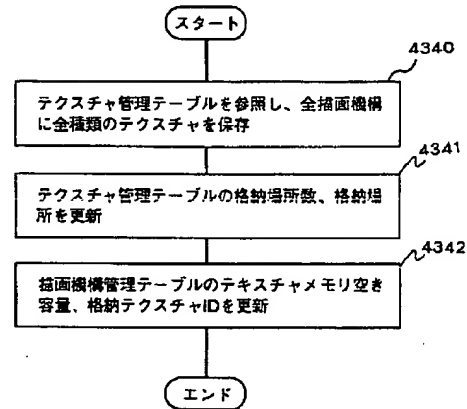 スタート
4340
テクスチャ管理テーブルを参照し、全描画機構
に全種類のテクスチャを保存
4341
テクスチャ管理テーブルの格納場所数、格納場
所を更新
4342
描画機構管理テーブルのテキスチャメモリ空き
容量、格納テクスチャIDを更新
エンド